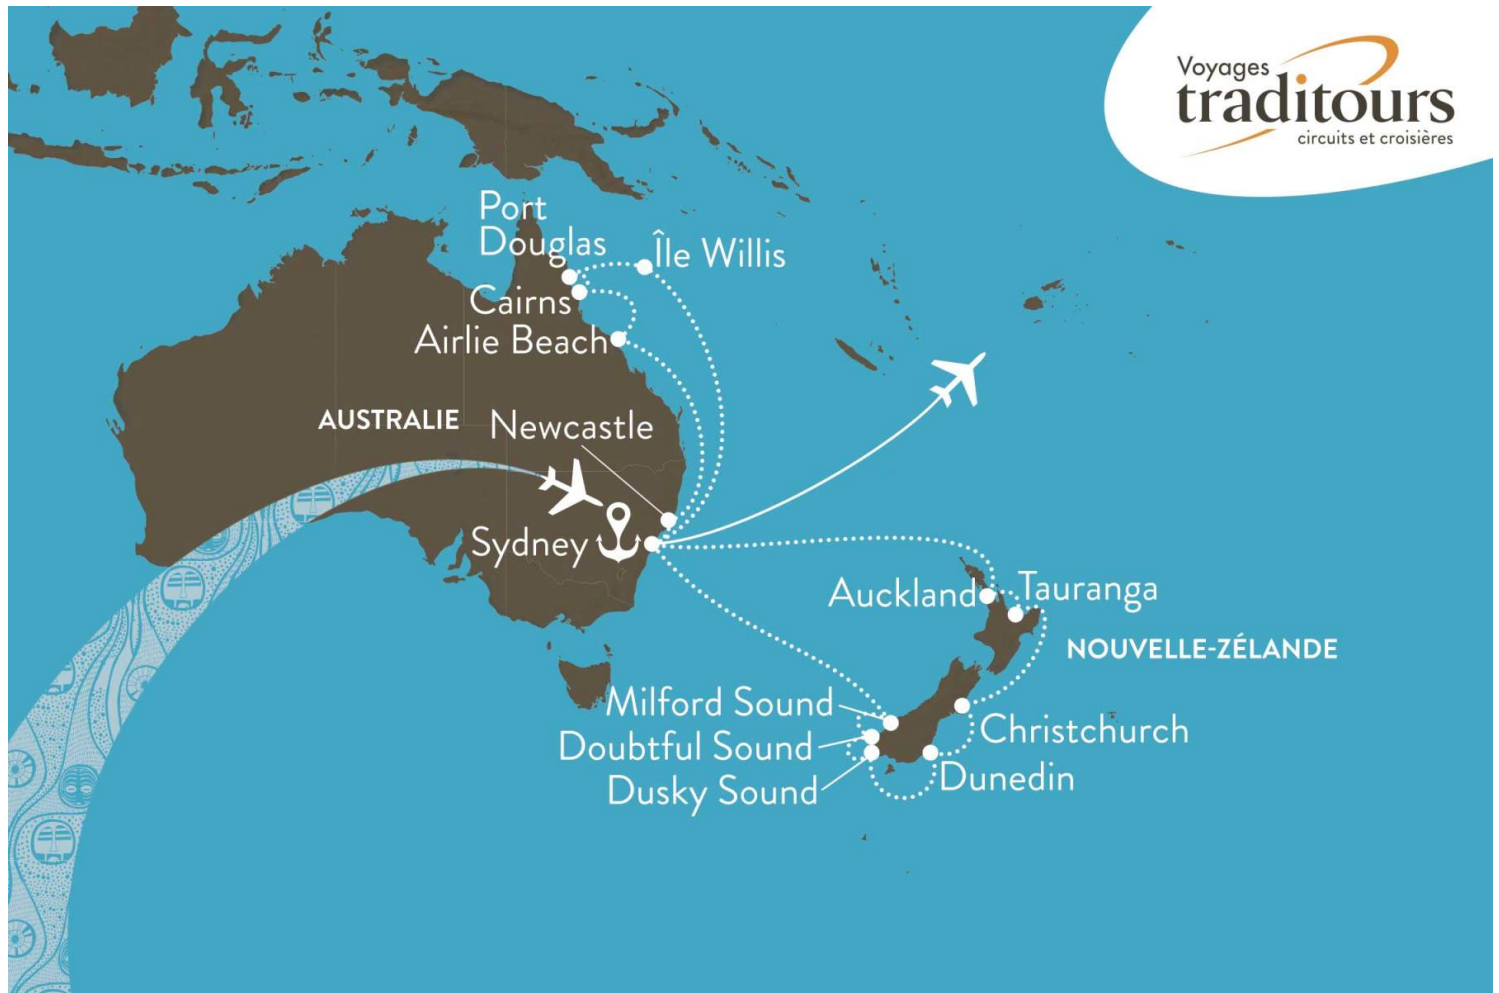 Voyages
traditours
circuits et croisières
Port
Douglas
Île Willis
Cairns
Airlie Beach
AUSTRALIE
Newcastle
Sydney
Auckland
Tauranga
NOUVELLE-ZÉLANDE
Milford Sound
Christchurch
Doubtful Sound
Dunedin
Dusky Sound